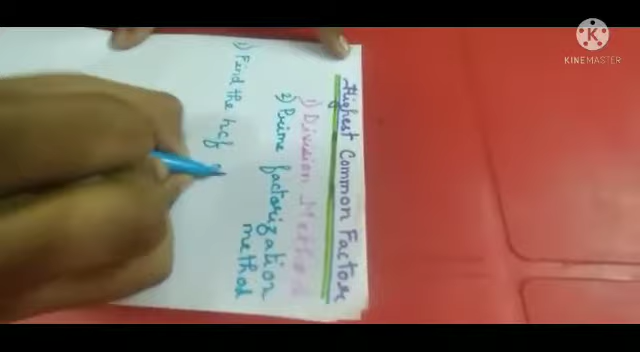 Highest Common Factor
1) Division Method
2) Prime factorization
method
1) Find the hcf
KINEMASTER